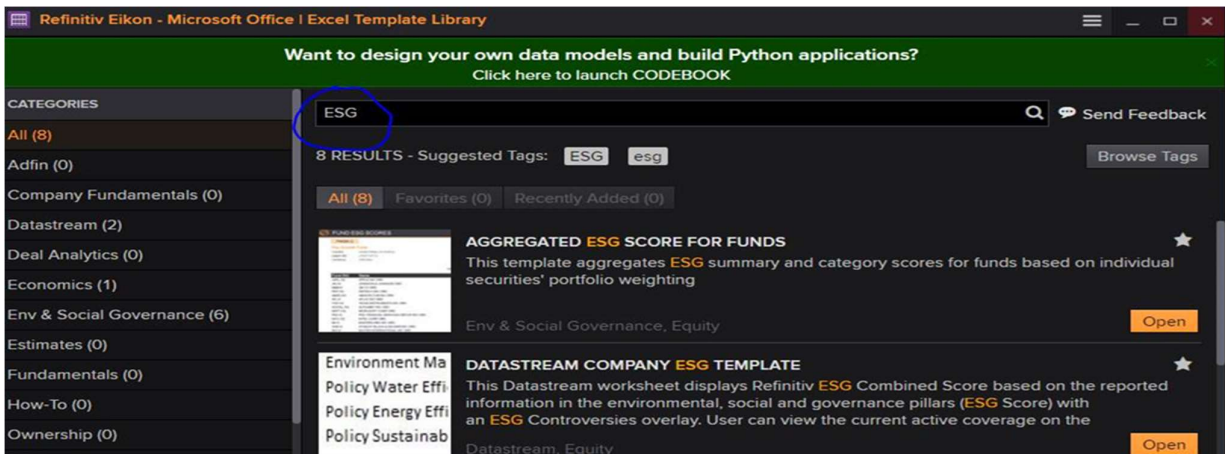 Refinitiv Eikon - Microsoft Office | Excel Template Library
Want to design your own data models and build Python applications?
Click here to launch CODEBOOK
CATEGORIES
All (8)
Adfin (0)
Company Fundamentals (0)
Datastream (2)
Deal Analytics (0)
Economics (1)
Env & Social Governance (6)
Estimates (0)
Fundamentals (0)
How-To (0)
Ownership (0)
ESG
Send Feedback
8 RESULTS - Suggested Tags: ESG esg
Browse Tags
All (8) Favorites (0) Recently Added (0)
FUND ESG SCORES
AGGREGATED ESG SCORE FOR FUNDS
This template aggregates ESG summary and category scores for funds based on individual
securities' portfolio weighting
Env & Social Governance, Equity
Open
Environment Ma
Policy Water Effi
Policy Energy Effi
Policy Sustainab
DATASTREAM COMPANY ESG TEMPLATE
This Datastream worksheet displays Refinitiv ESG Combined Score based on the reported
information in the environmental, social and governance pillars (ESG Score) with
an ESG Controversies overlay. User can view the current active coverage on the
Datastream, Equity
Open